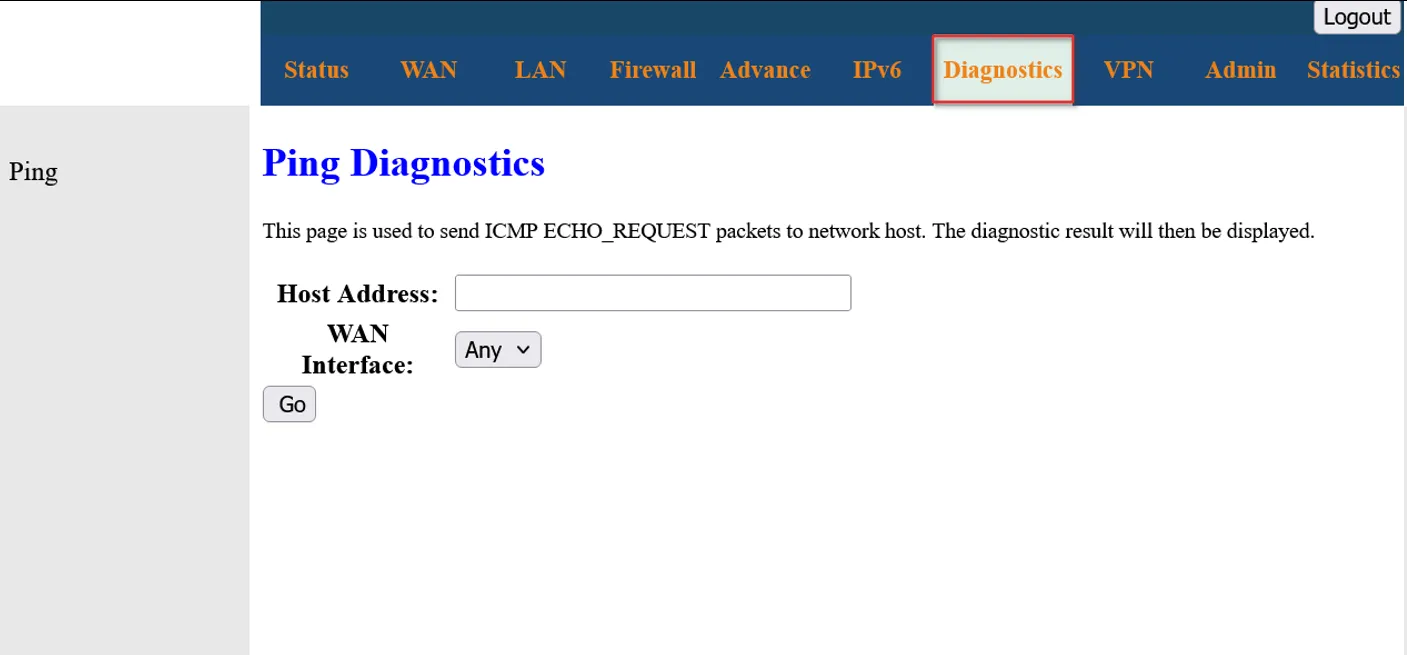 Logout
Status WAN LAN Firewall Advance IPv6 Diagnostics VPN Admin Statistics
Ping
Ping Diagnostics
This page is used to send ICMP ECHO_REQUEST packets to network host. The diagnostic result will then be displayed.
Host Address:
WAN
Interface:
Any
Go